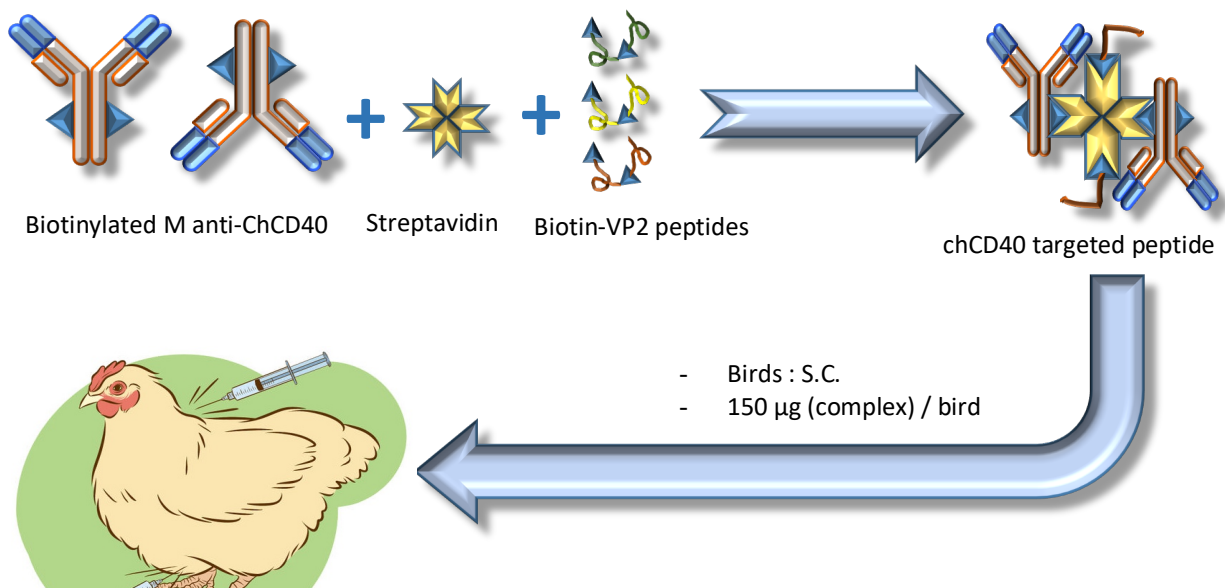 Biotinylated M anti-ChCD40
Streptavidin
Biotin-VP2 peptides
chCD40 targeted peptide
- Birds : S.C.
- 150 µg (complex) / bird